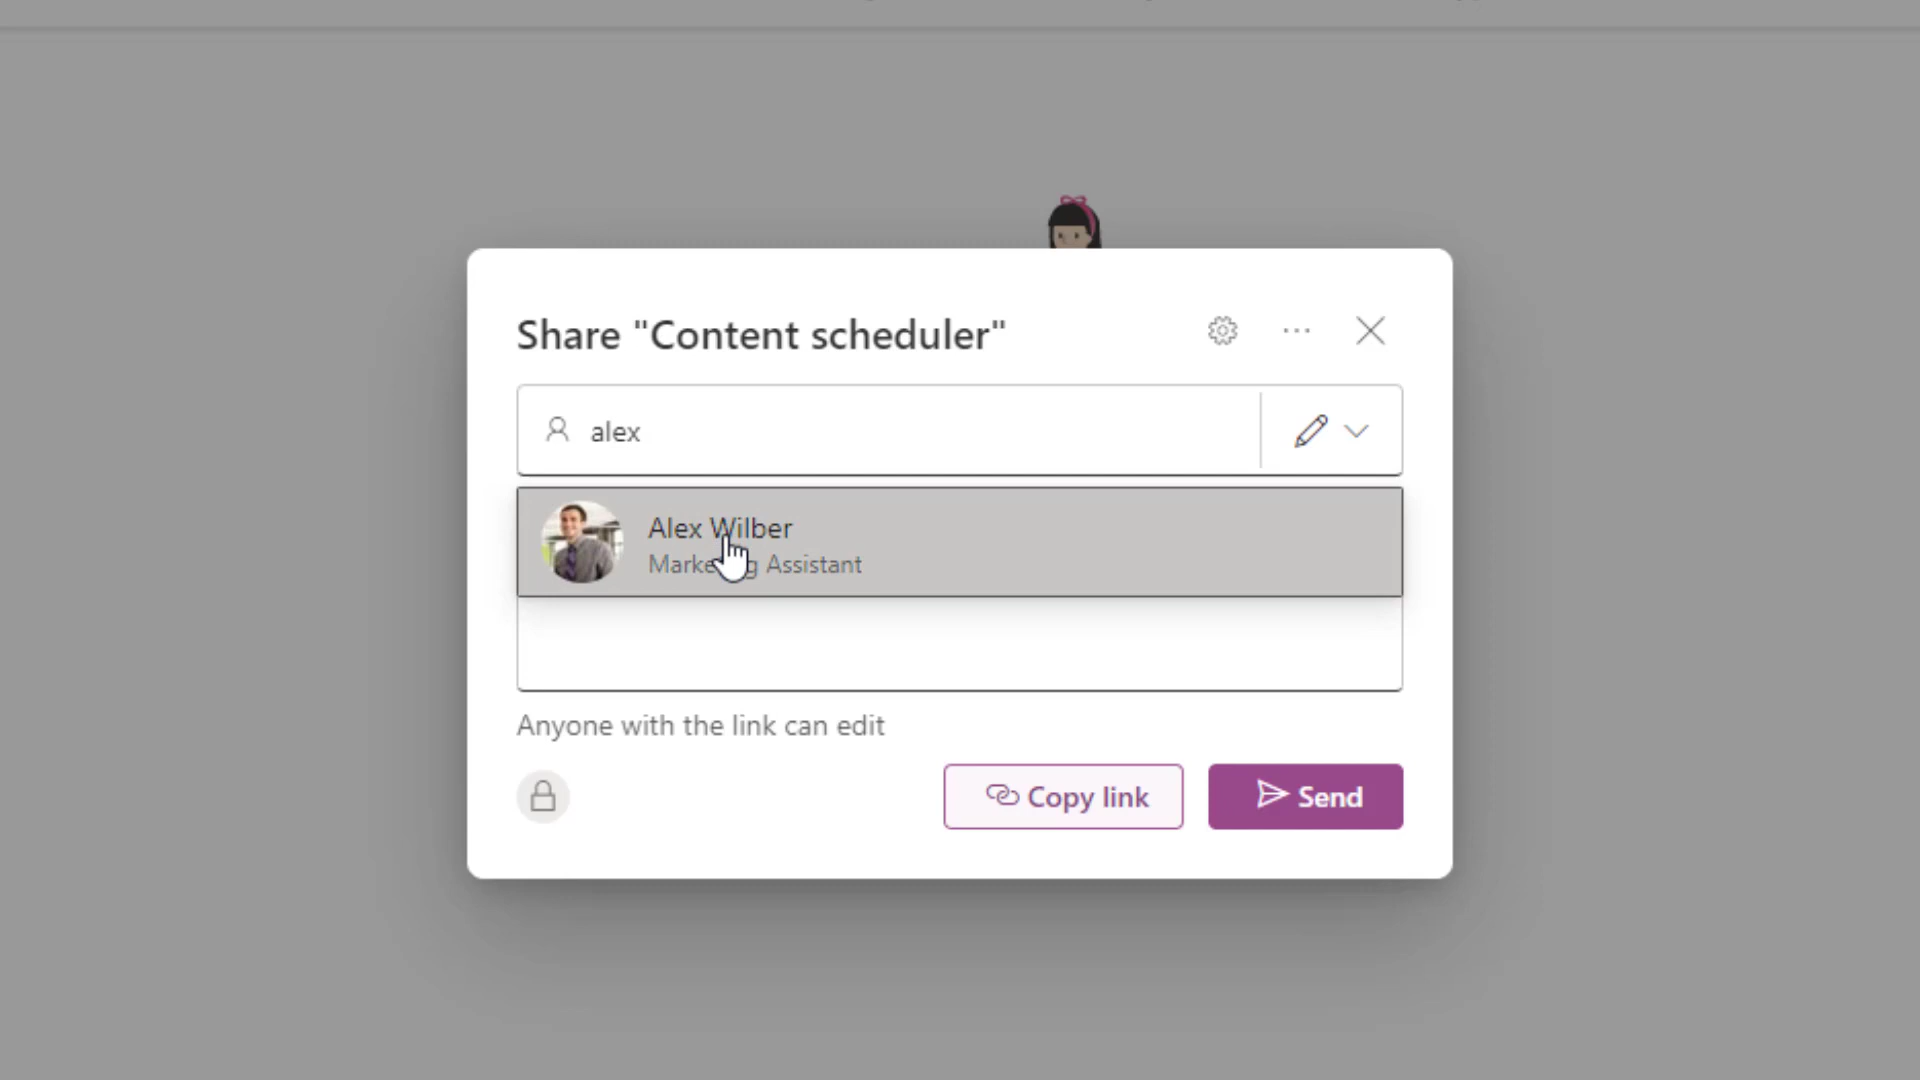 Share "Content scheduler"
alex
Alex Wilber
Assistant
Anyone with the link can edit
Copy link
Send